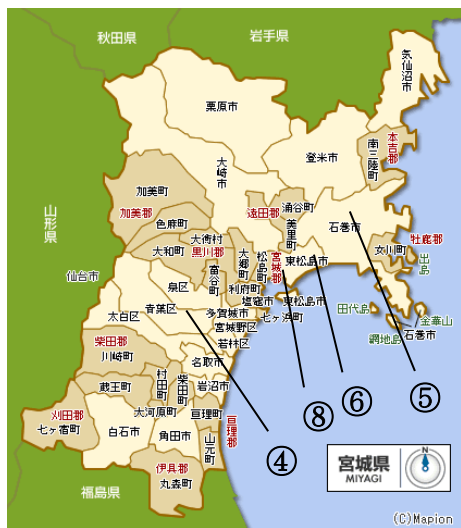 秋田県
岩手県
気仙沼市
栗原市
本吉郡
南三陸町
登米市
大崎市
加美町
加美郡
色麻町
遠田郡
涌谷町
美里町
石巻市
山形県
大衡村
黒川郡
大和町
富谷町
大郷町
松島町
宮城郡
東松島市
女川町
牡鹿郡
出島
仙台市
泉区
利府町
塩竈市
東松島市
田代島
金華山
青葉区
多賀城市
七ヶ浜町
太白区
宮城野区
網地島
石巻市
若林区
柴田郡
川崎町
名取市
蔵王町
村田町
柴田町
岩沼市
刈田郡
七ヶ宿町
大河原町
亘理町
亘理郡
白石市
角田市
山元町
伊具郡
丸森町
福島県
④
⑧
⑥
⑤
宮城県
MIYAGI
N
(C)Mapion